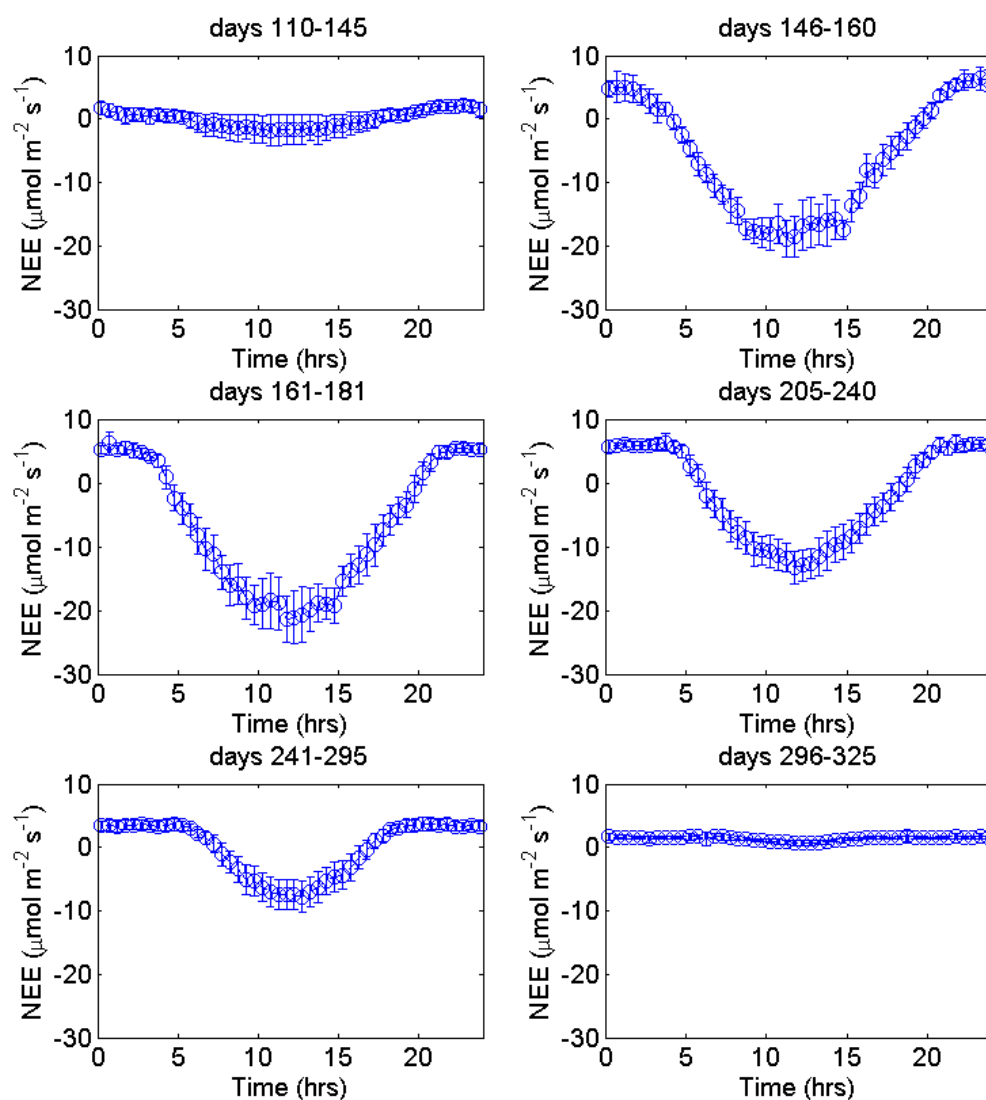 days 110-145
10
0
-10
-20
-30
NEE (μmol m-2 s-1)
0 5 10 15 20
Time (hrs)
days 146-160
10
0
-10
-20
-30
NEE (μmol m-2 s-1)
0 5 10 15 20
Time (hrs)
days 161-181
10
0
-10
-20
-30
NEE (μmol m-2 s-1)
0 5 10 15 20
Time (hrs)
days 205-240
10
0
-10
-20
-30
NEE (μmol m-2 s-1)
0 5 10 15 20
Time (hrs)
days 241-295
10
0
-10
-20
-30
NEE (μmol m-2 s-1)
0 5 10 15 20
Time (hrs)
days 296-325
10
0
-10
-20
-30
NEE (μmol m-2 s-1)
0 5 10 15 20
Time (hrs)